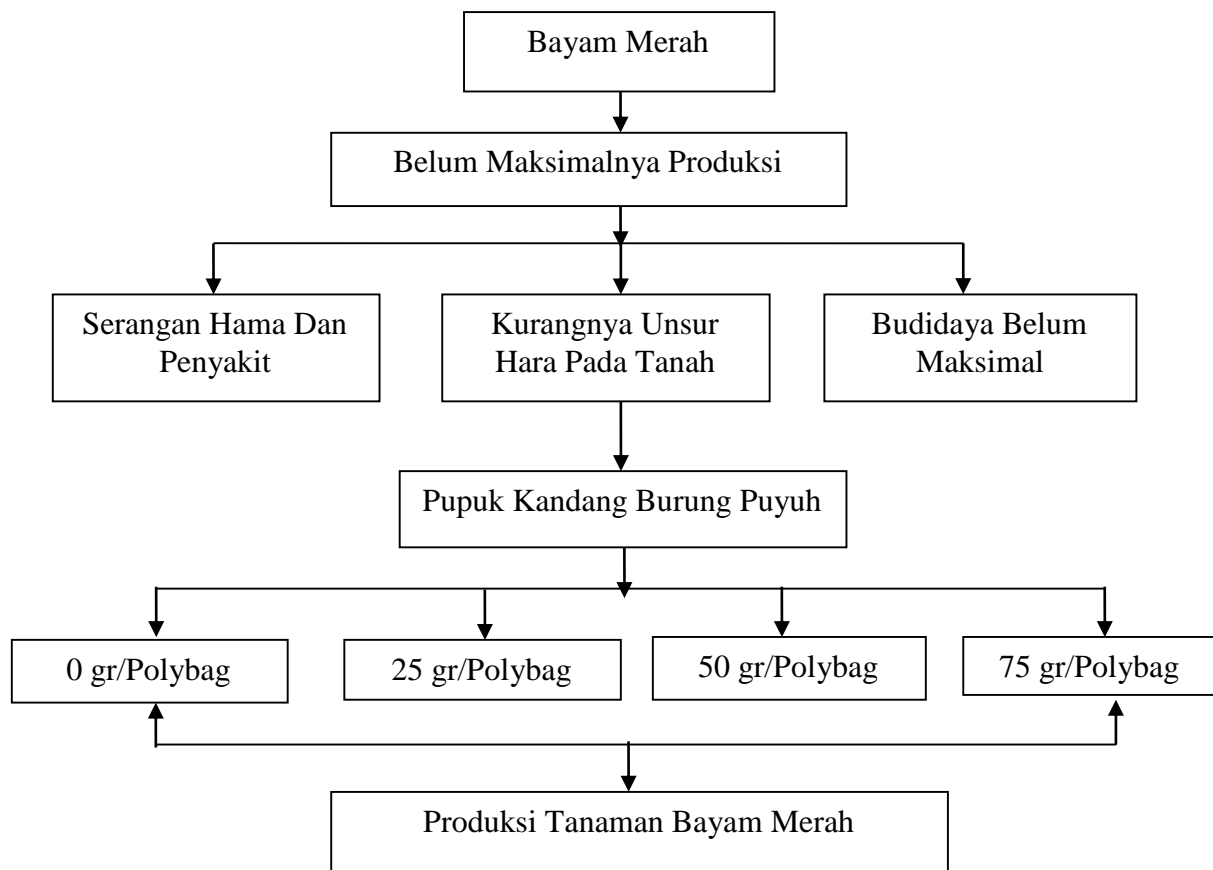 Bayam Merah
Belum Maksimalnya Produksi
Serangan Hama Dan
Penyakit
Kurangnya Unsur
Hara Pada Tanah
Budidaya Belum
Maksimal
Pupuk Kandang Burung Puyuh
0 gr/Polybag
25 gr/Polybag
50 gr/Polybag
75 gr/Polybag
Produksi Tanaman Bayam Merah